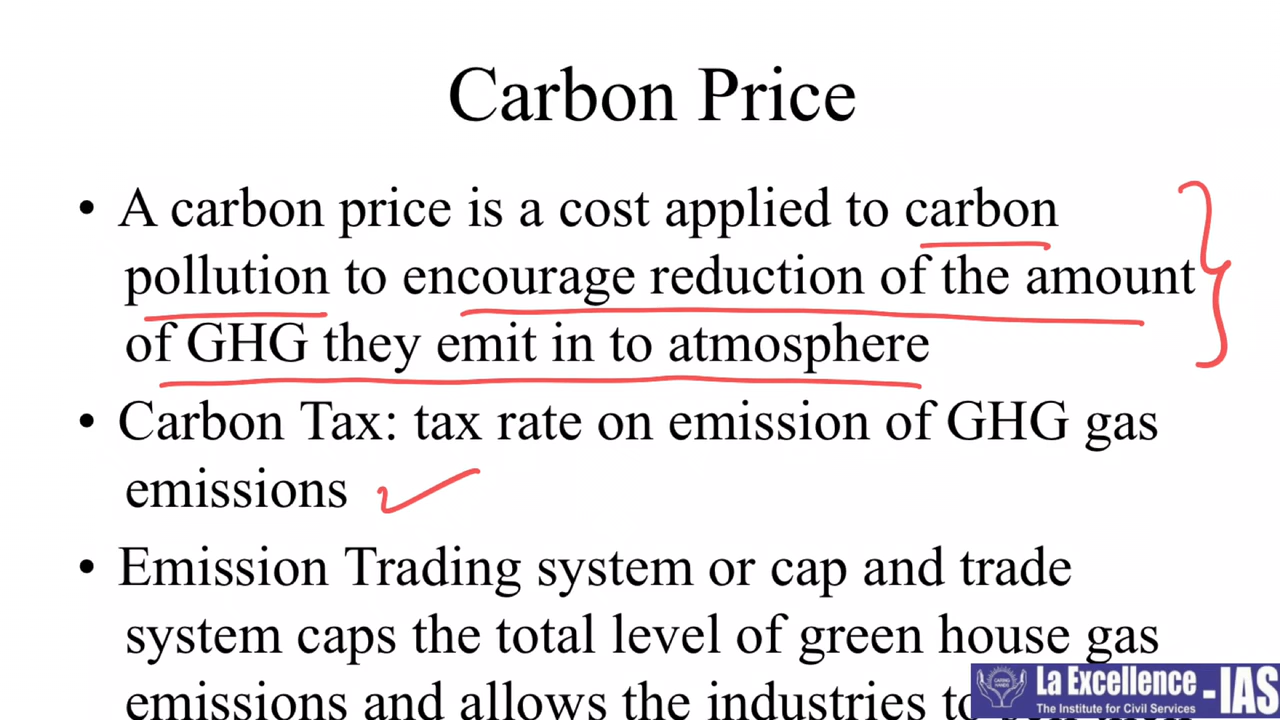 Carbon Price
• A carbon price is a cost applied to carbon
pollution to encourage reduction of the amount
of GHG they emit in to atmosphere
• Carbon Tax: tax rate on emission of GHG gas
emissions
• Emission Trading system or cap and trade
system caps the total level of green house gas
emissions and allows the industries to
CARING HANDS
La Excellence -IAS
The Institute for Civil Services